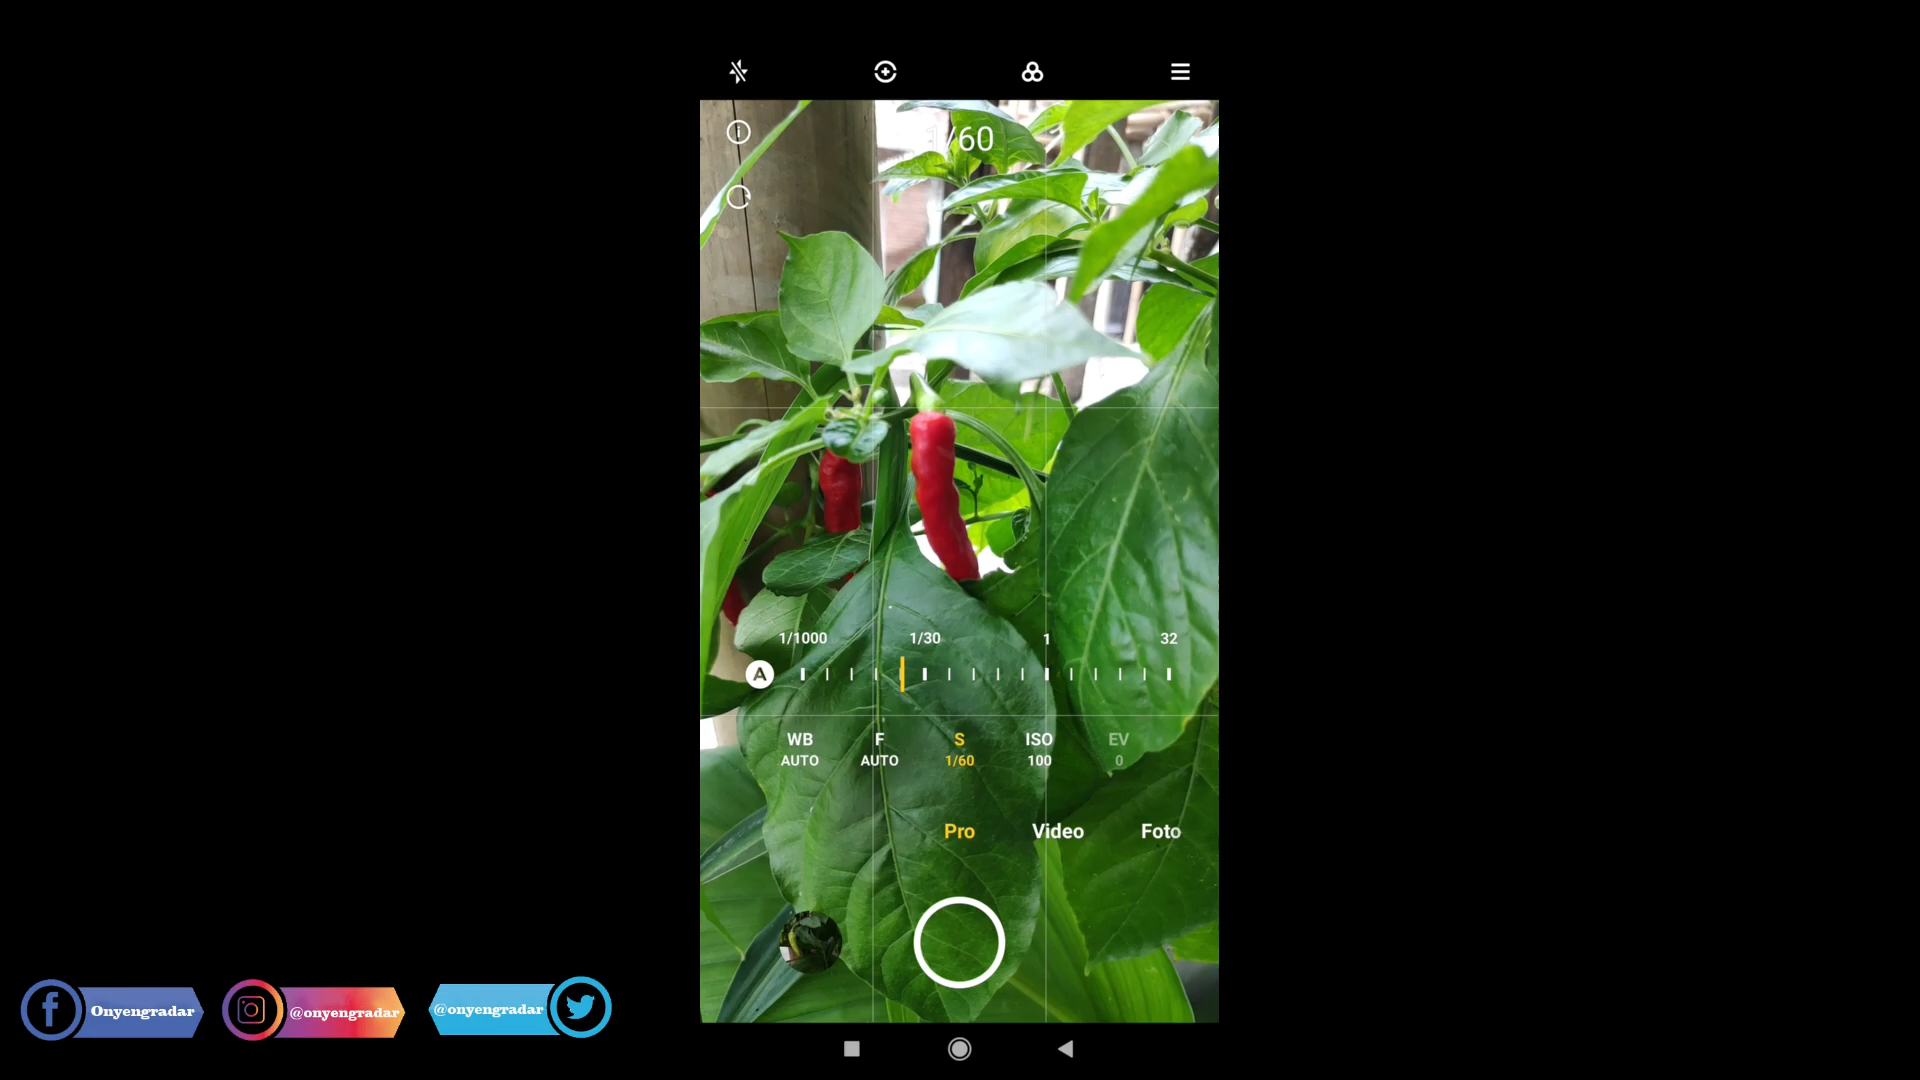 1/60
1/1000 1/30 1 32
A
WB F S ISO EV
AUTO AUTO 1/60 100 0
Pro Video Foto
Onyengradar @onyengradar @onyengradar